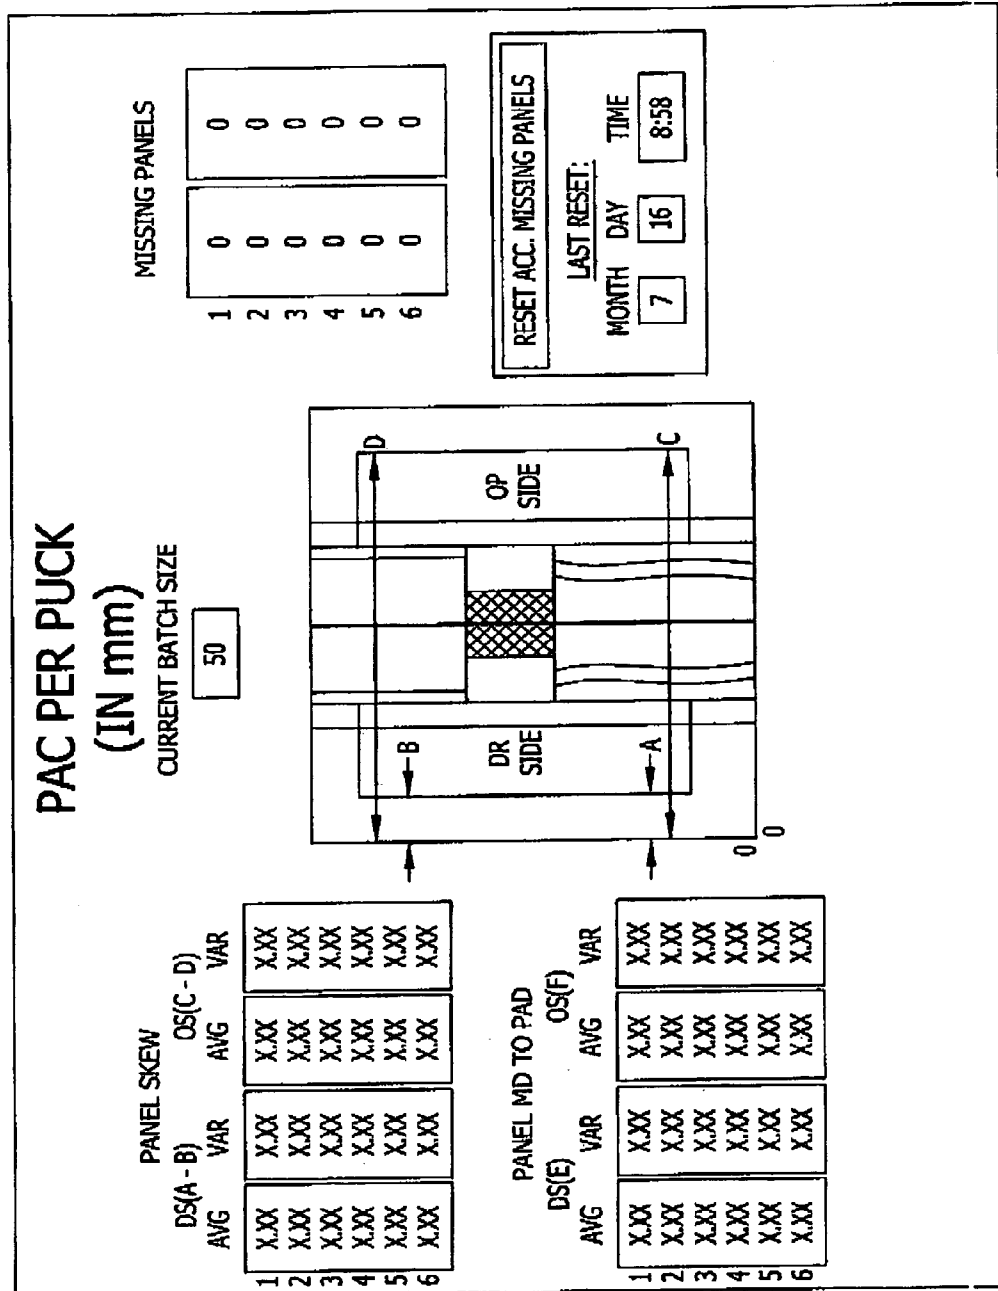 PAC PER PUCK
(IN mm)
CURRENT BATCH SIZE
50
PANEL SKEW
DS(A - B) OS(C - D)
AVG VAR AVG VAR
1 X.XX X.XX X.XX X.XX
2 X.XX X.XX X.XX X.XX
3 X.XX X.XX X.XX X.XX
4 X.XX X.XX X.XX X.XX
5 X.XX X.XX X.XX X.XX
6 X.XX X.XX X.XX X.XX
PANEL MD TO PAD
DS(E) OS(F)
AVG VAR AVG VAR
1 X.XX X.XX X.XX X.XX
2 X.XX X.XX X.XX X.XX
3 X.XX X.XX X.XX X.XX
4 X.XX X.XX X.XX X.XX
5 X.XX X.XX X.XX X.XX
6 X.XX X.XX X.XX X.XX
D
B
DR
SIDE
OP
SIDE
A
C
0
0
MISSING PANELS
1 0 0
2 0 0
3 0 0
4 0 0
5 0 0
6 0 0
RESET ACC. MISSING PANELS
LAST RESET:
MONTH DAY TIME
7 16 8:58